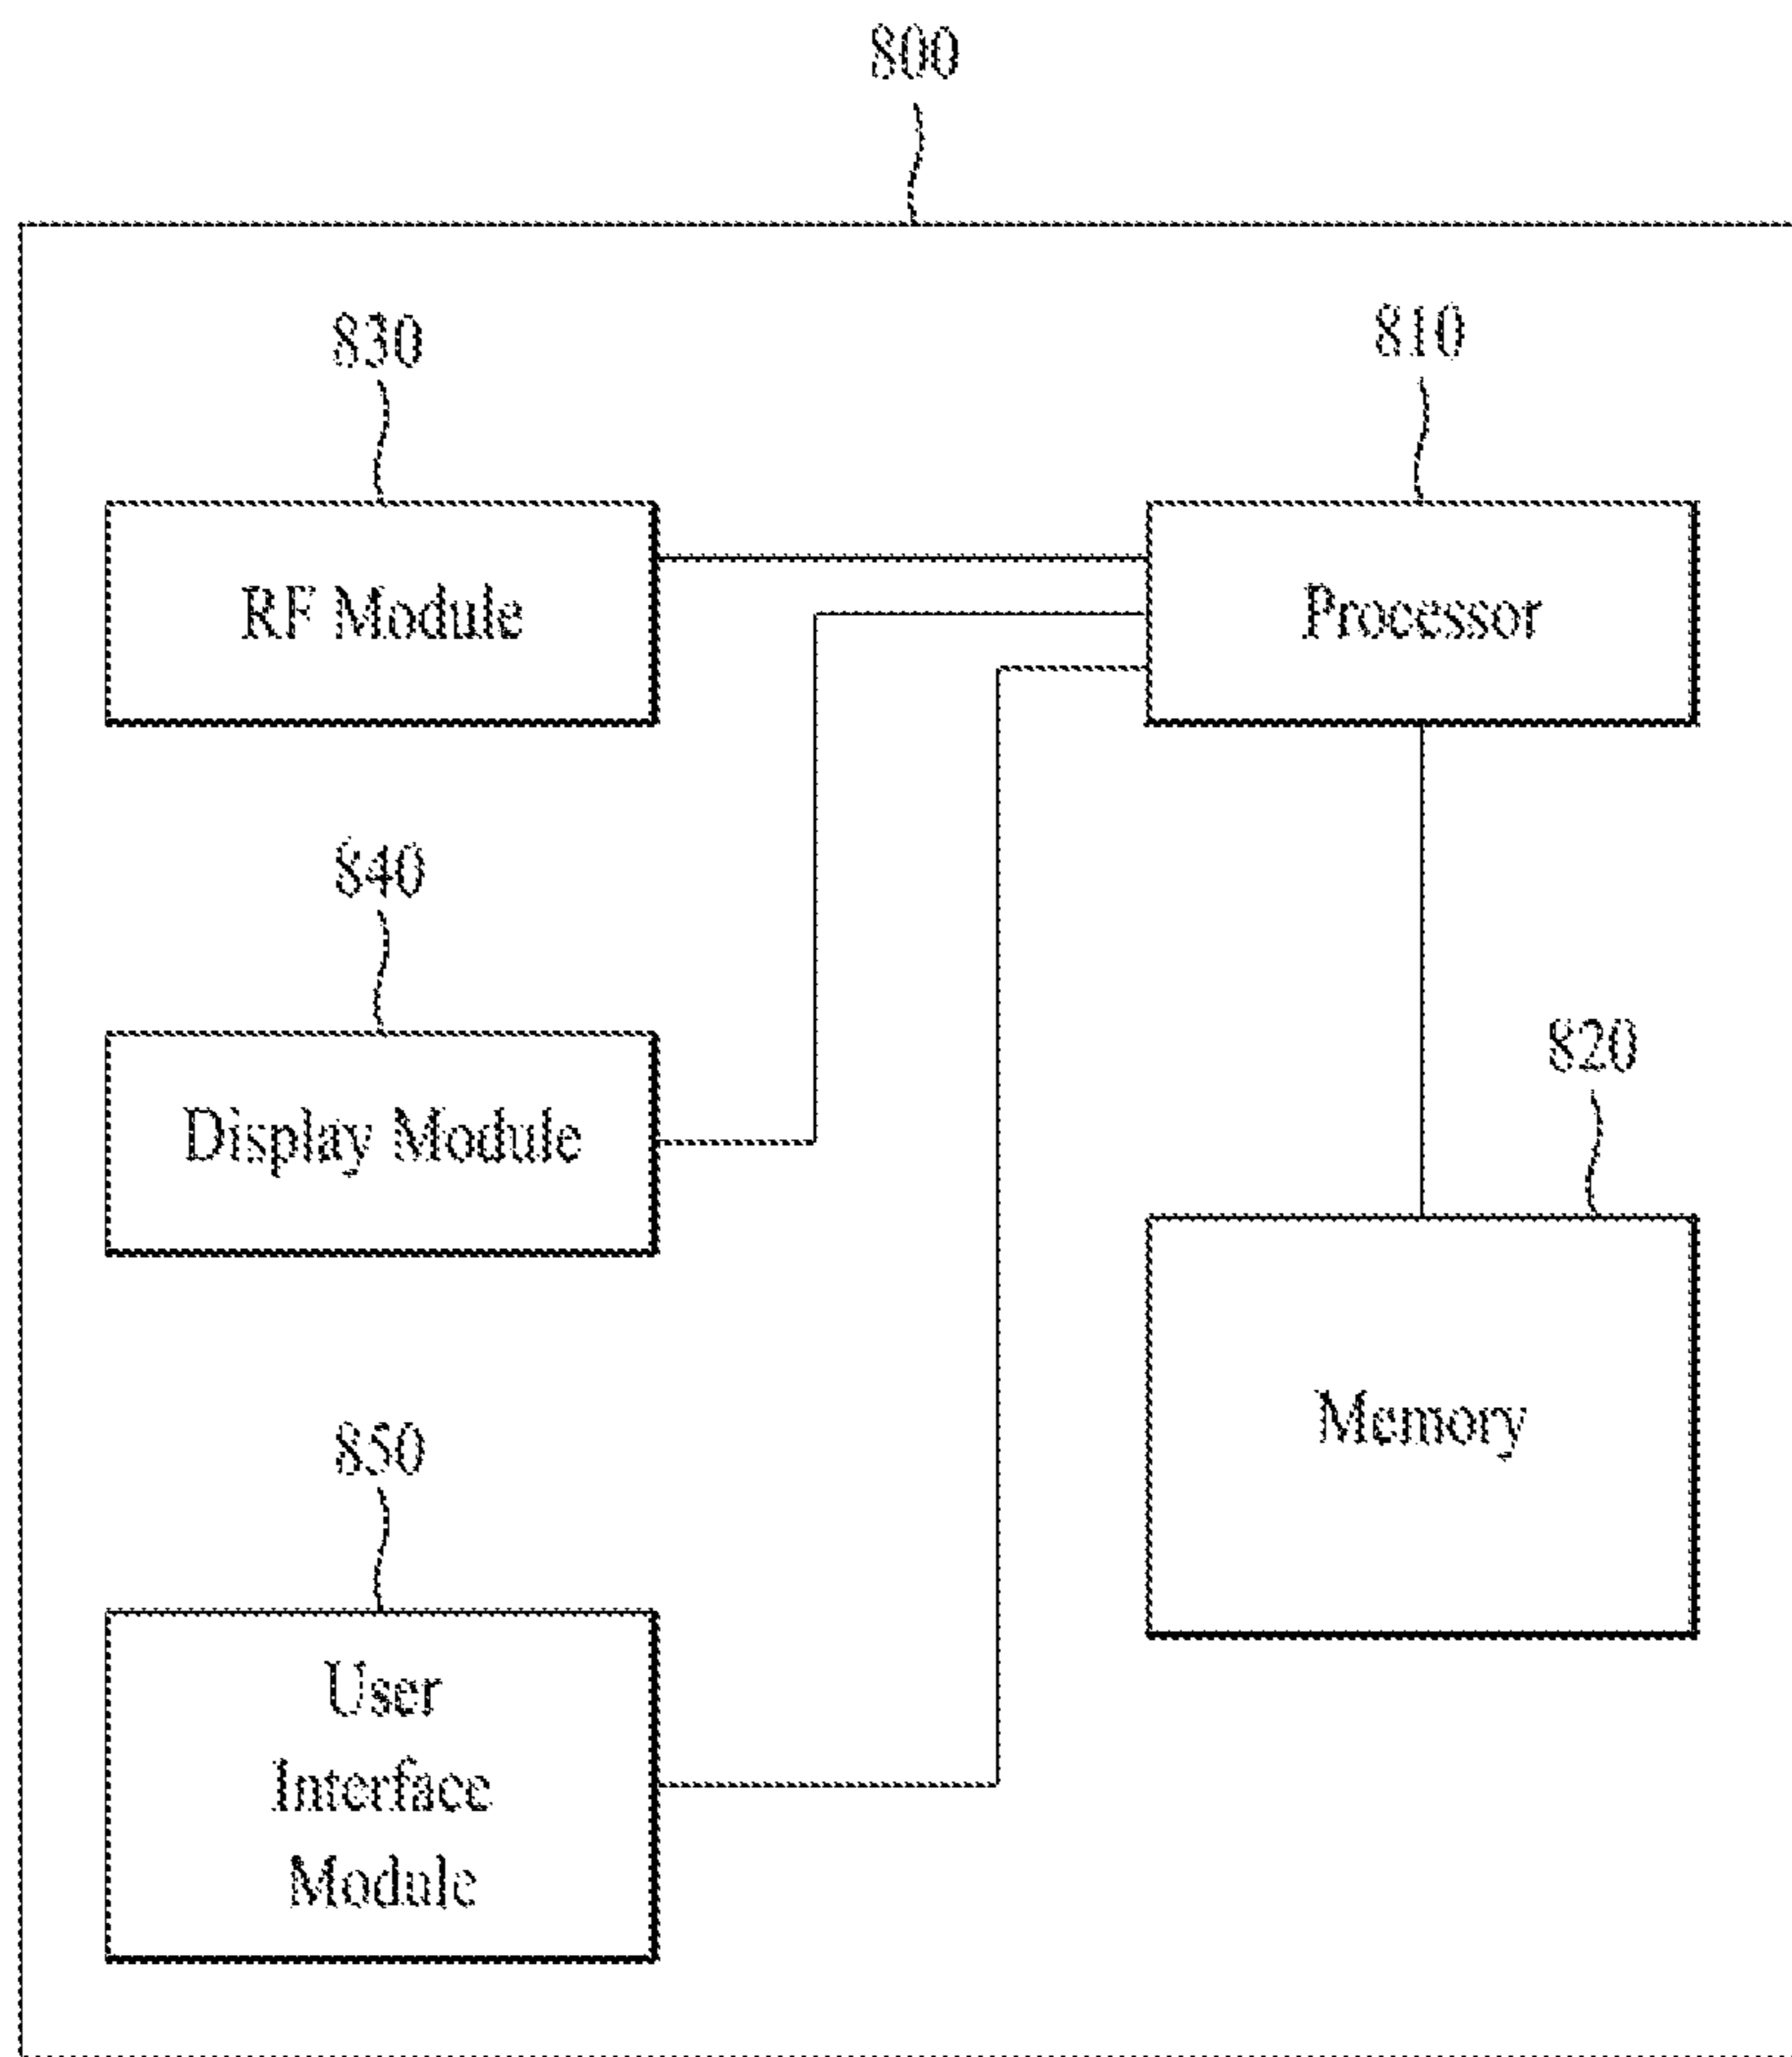 800
830
810
RF Module
Processor
840
820
Display Module
Memory
850
User
Interface
Module